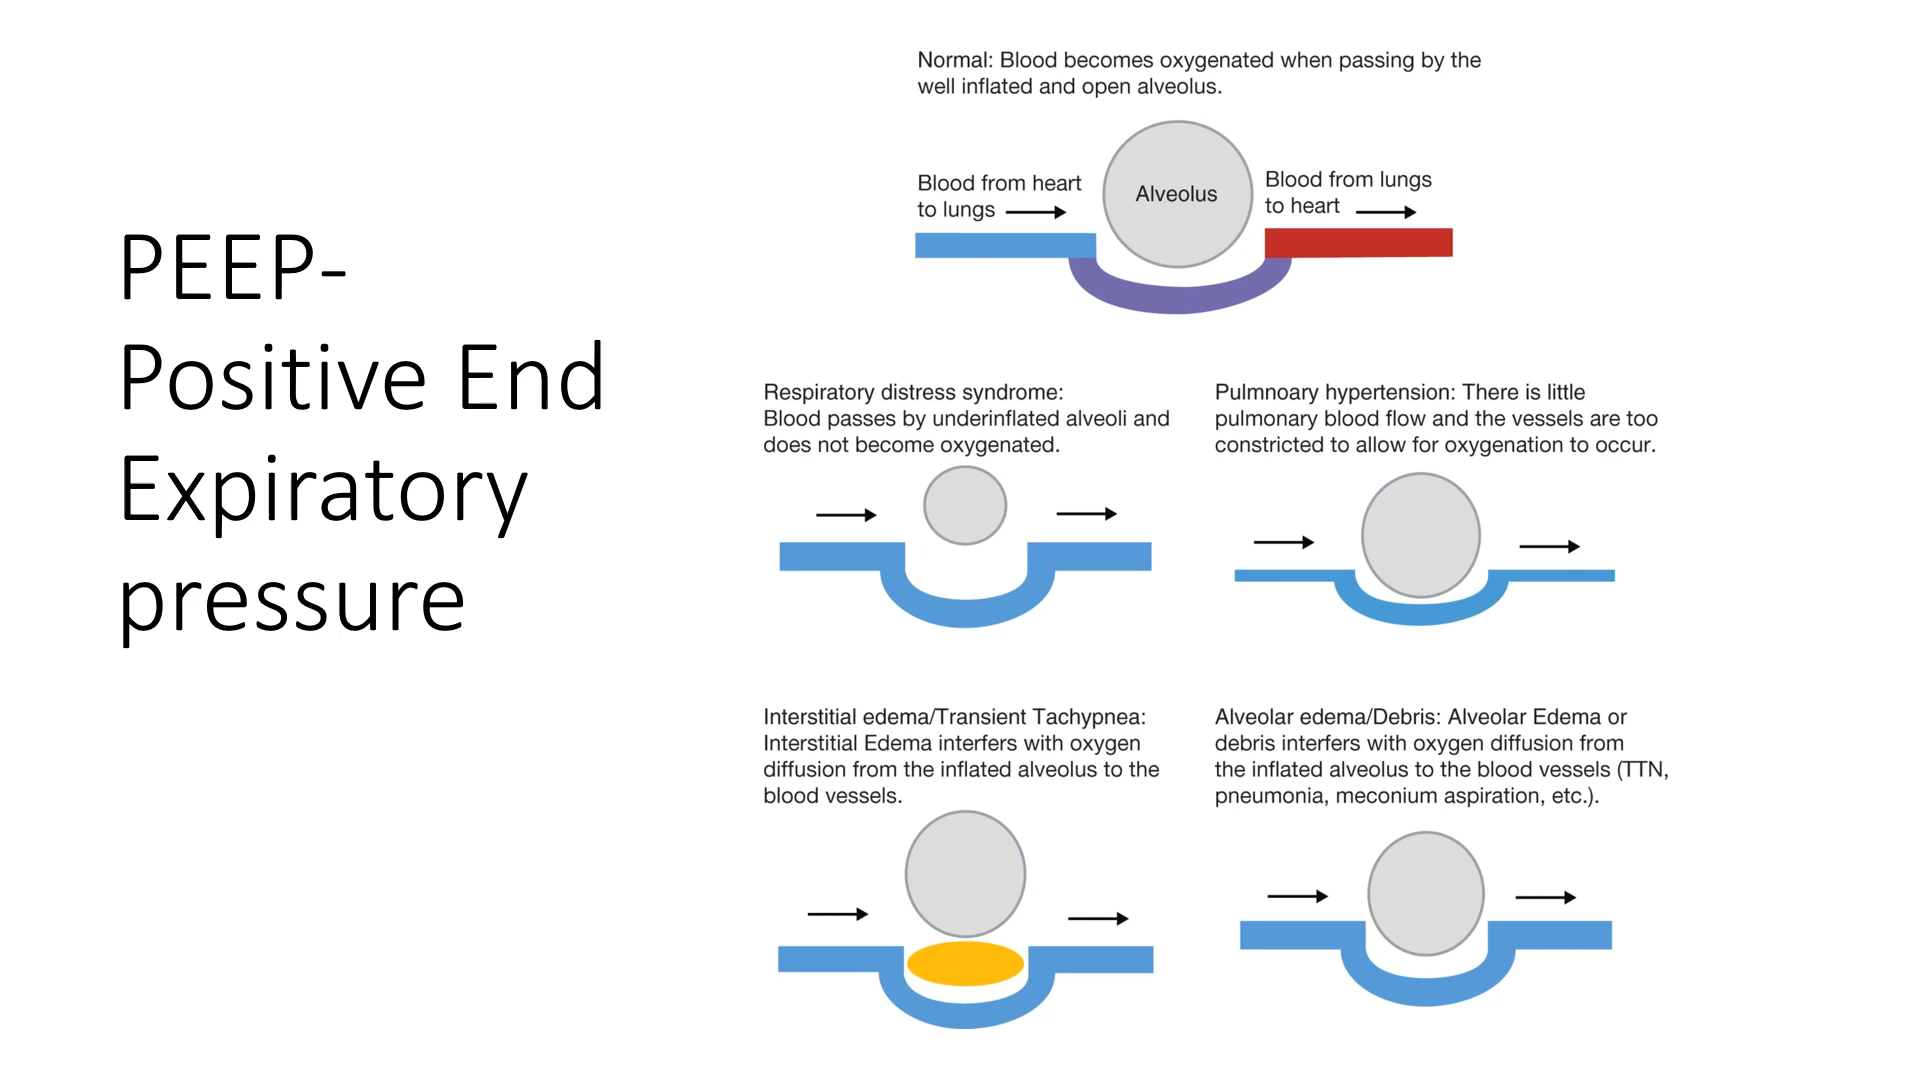 PEEP-
Positive End
Expiratory
pressure
Normal: Blood becomes oxygenated when passing by the
well inflated and open alveolus.
Blood from heart
to lungs
Alveolus
Blood from lungs
to heart
Respiratory distress syndrome:
Blood passes by underinflated alveoli and
does not become oxygenated.
Pulmnoary hypertension: There is little
pulmonary blood flow and the vessels are too
constricted to allow for oxygenation to occur.
Interstitial edema/Transient Tachypnea:
Interstitial Edema interfers with oxygen
diffusion from the inflated alveolus to the
blood vessels.
Alveolar edema/Debris: Alveolar Edema or
debris interfers with oxygen diffusion from
the inflated alveolus to the blood vessels (TTN,
pneumonia, meconium aspiration, etc.).